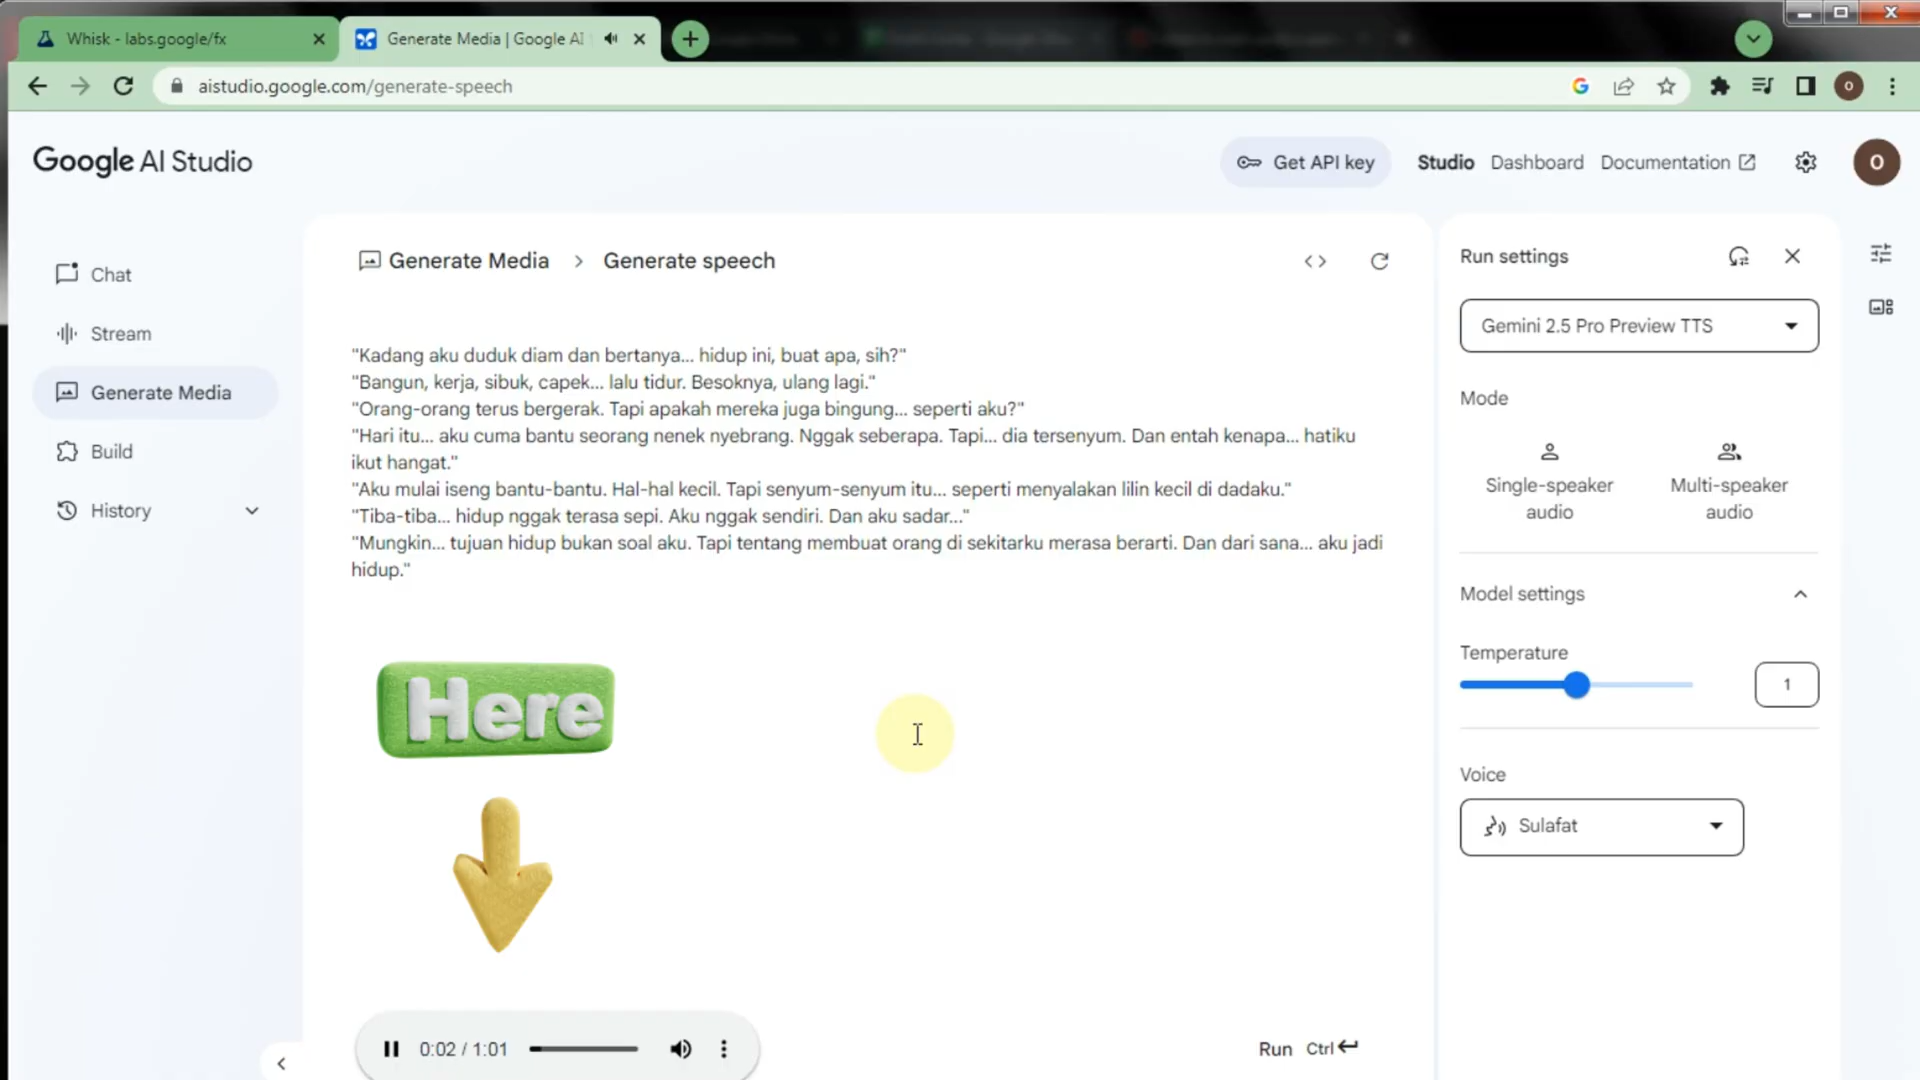 Whisk - labs.google/fx
Generate Media | Google AI
aistudio.google.com/generate-speech
O
Google AI Studio
Get API key
Studio
Dashboard
Documentation
O
Chat
Stream
Generate Media
Build
History
Generate Media > Generate speech
"Kadang aku duduk diam dan bertanya... hidup ini, buat apa, sih?"
"Bangun, kerja, sibuk, capek... lalu tidur. Besoknya, ulang lagi."
"Orang-orang terus bergerak. Tapi apakah mereka juga bingung... seperti aku?"
"Hari itu... aku cuma bantu seorang nenek nyebrang. Nggak seberapa. Tapi... dia tersenyum. Dan entah kenapa... hatiku
ikut hangat."
"Aku mulai iseng bantu-bantu. Hal-hal kecil. Tapi senyum-senyum itu... seperti menyalakan lilin kecil di dadaku."
"Tiba-tiba... hidup nggak terasa sepi. Aku nggak sendiri. Dan aku sadar..."
"Mungkin... tujuan hidup bukan soal aku. Tapi tentang membuat orang di sekitarku merasa berarti. Dan dari sana... aku jadi
hidup."
Here
0:02 / 1:01
Run Ctrl
Run settings
Gemini 2.5 Pro Preview TTS
Mode
Single-speaker
audio
Multi-speaker
audio
Model settings
Temperature
1
Voice
Sulafat